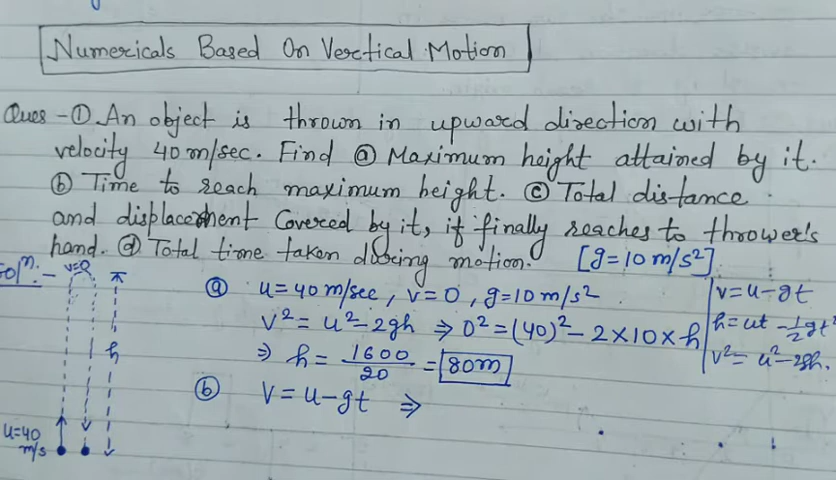 Numericals Based On Vertical Motion
Ques - ① An object is thrown in upward direction with
velocity 40 m/sec. Find ⓐ Maximum height attained by it.
ⓑ Time to reach maximum height. ⓒ Total distance
and displacement Covered by it, if finally reaches to thrower's
hand. ⓓ Total time taken during motion. [g=10 m/s²]
Solⁿ:-
v=0
h
u=40
m/s
ⓐ u=40 m/sec, v=0, g=10 m/s²
v² = u²-2gh ⇒ 0² = (40)² - 2×10×h
⇒ h = 1600/20 = 80m
ⓑ v = u-gt ⇒
v=u-gt
h=ut-½gt²
v²= u²-2gh.